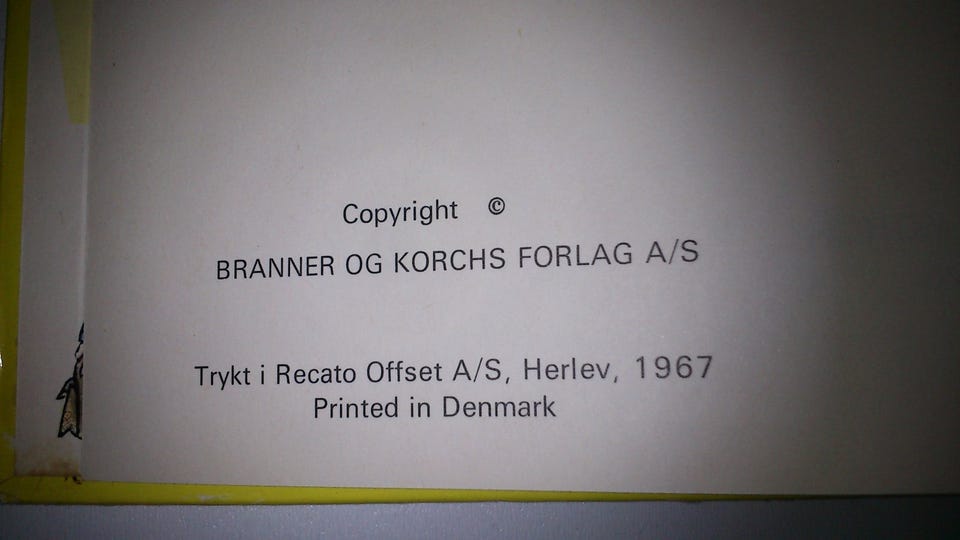 Copyright ©
BRANNER OG KORCHS FORLAG A/S
Trykt i Recato Offset A/S, Herlev, 1967
Printed in Denmark